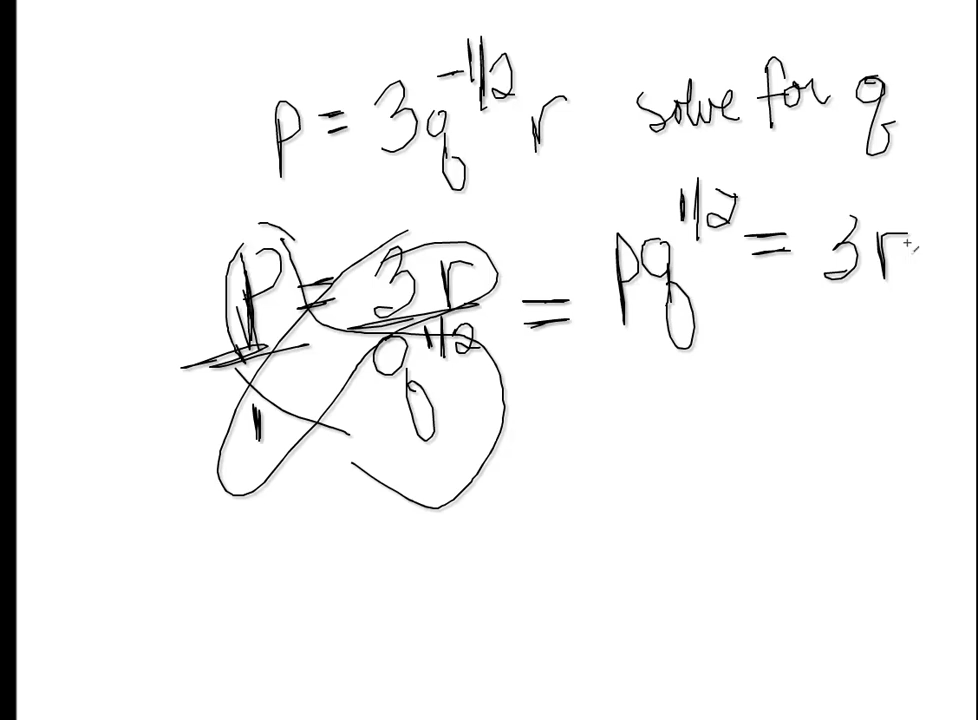 p = 3q^-1/2 r solve for q
p/1 = 3r/q^1/2 = pq^1/2 = 3r